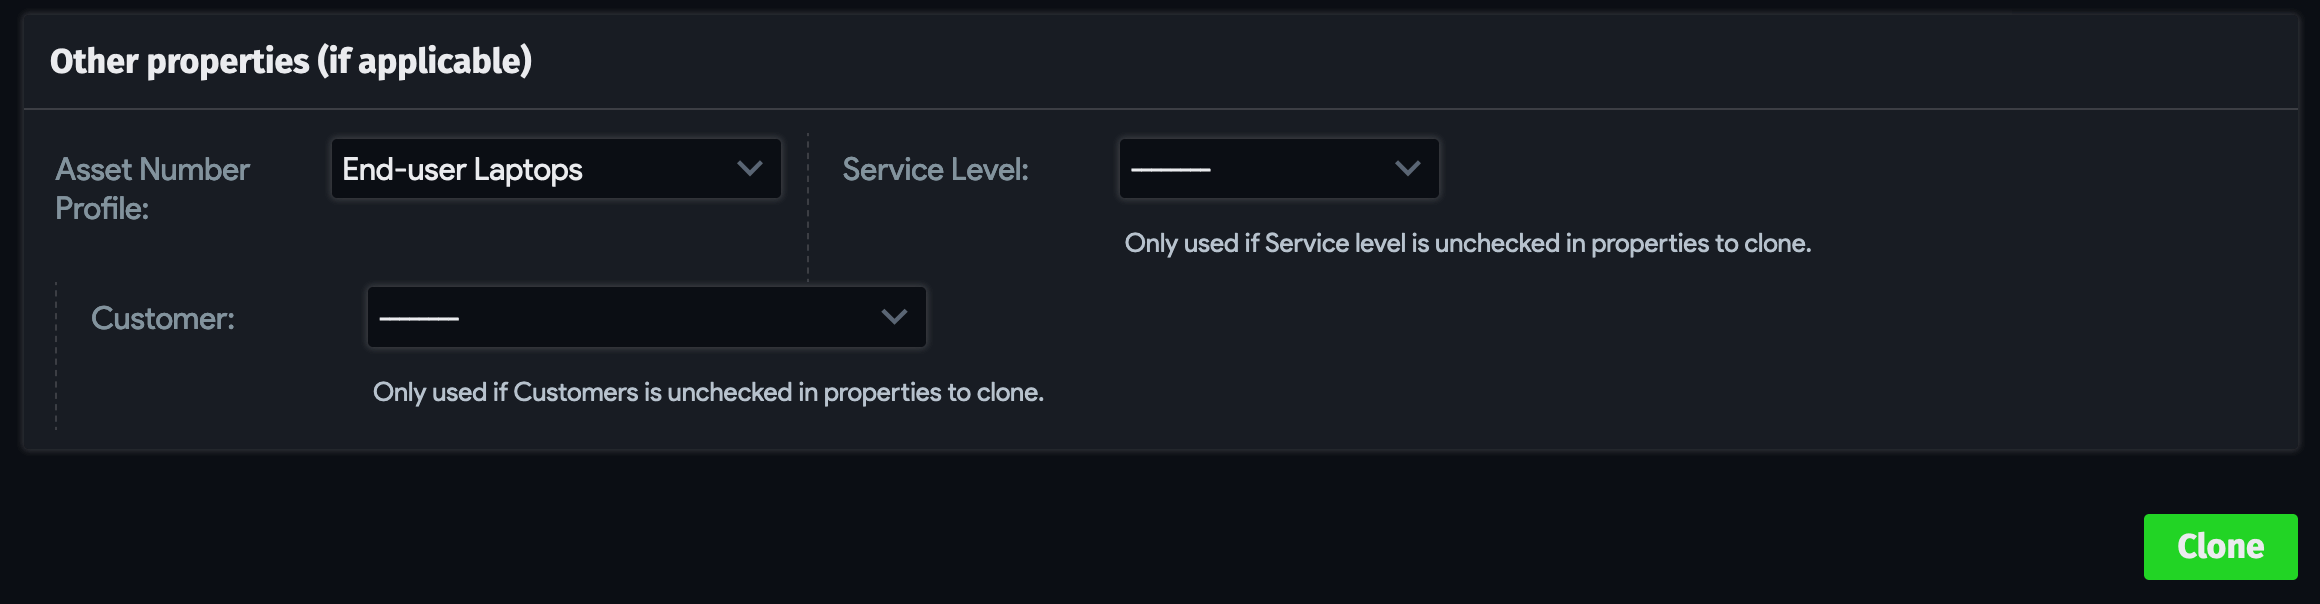 Other properties (if applicable)
Asset Number
Profile:
End-user Laptops
Service Level:
---------
Only used if Service level is unchecked in properties to clone.
Customer:
---------
Only used if Customers is unchecked in properties to clone.
Clone